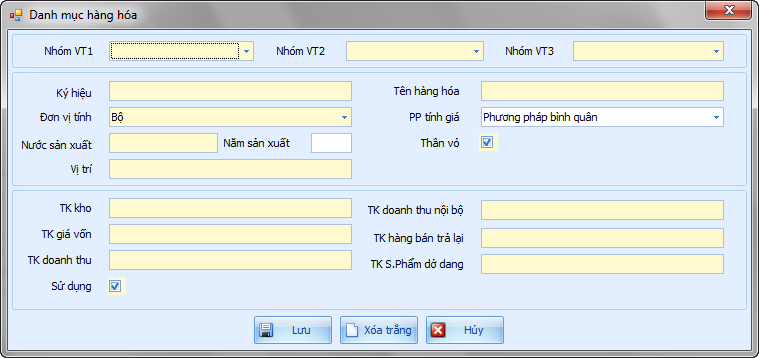 Danh mục hàng hóa
Nhóm VT1 Nhóm VT2 Nhóm VT3
Ký hiệu Tên hàng hóa
Đơn vị tính Bộ PP tính giá Phương pháp bình quân
Nước sản xuất Năm sản xuất Thân vỏ
Vị trí
TK kho TK doanh thu nội bộ
TK giá vốn TK hàng bán trả lại
TK doanh thu TK S.Phẩm dở dang
Sử dụng
Lưu Xóa trắng Hủy